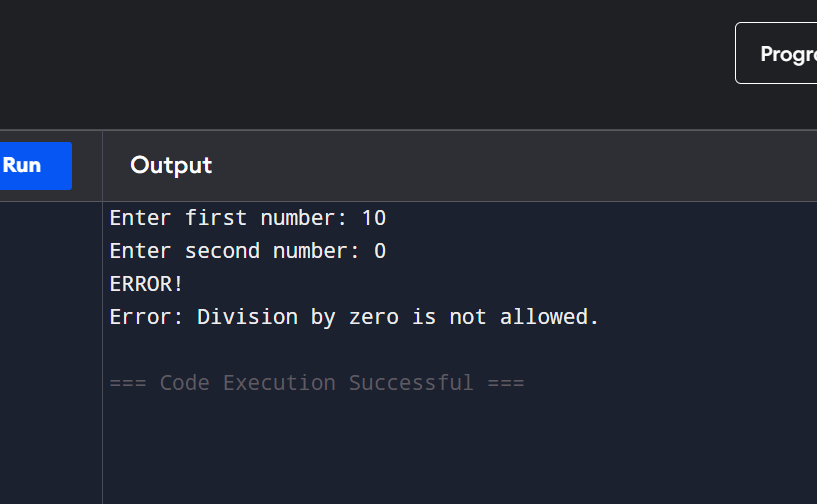 Progr
Run
Output
Enter first number: 10
Enter second number: 0
ERROR!
Error: Division by zero is not allowed.
=== Code Execution Successful ===